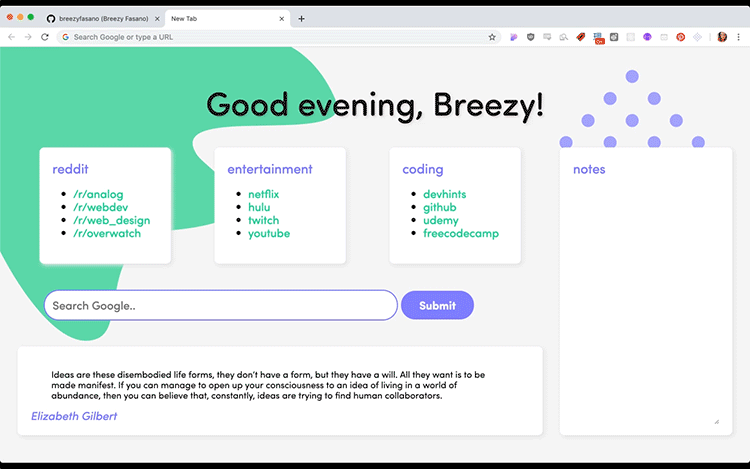 breezyfasano (Breezy Fasano)
New Tab
Search Google or type a URL
Good evening, Breezy!
reddit
/r/analog
/r/webdev
/r/web_design
/r/overwatch
entertainment
netflix
hulu
twitch
youtube
coding
devhints
github
udemy
freecodecamp
notes
Search Google..
Submit
Ideas are these disembodied life forms, they don't have a form, but they have a will. All they want is to be
made manifest. If you can manage to open up your consciousness to an idea of living in a world of
abundance, then you can believe that, constantly, ideas are trying to find human collaborators.
Elizabeth Gilbert